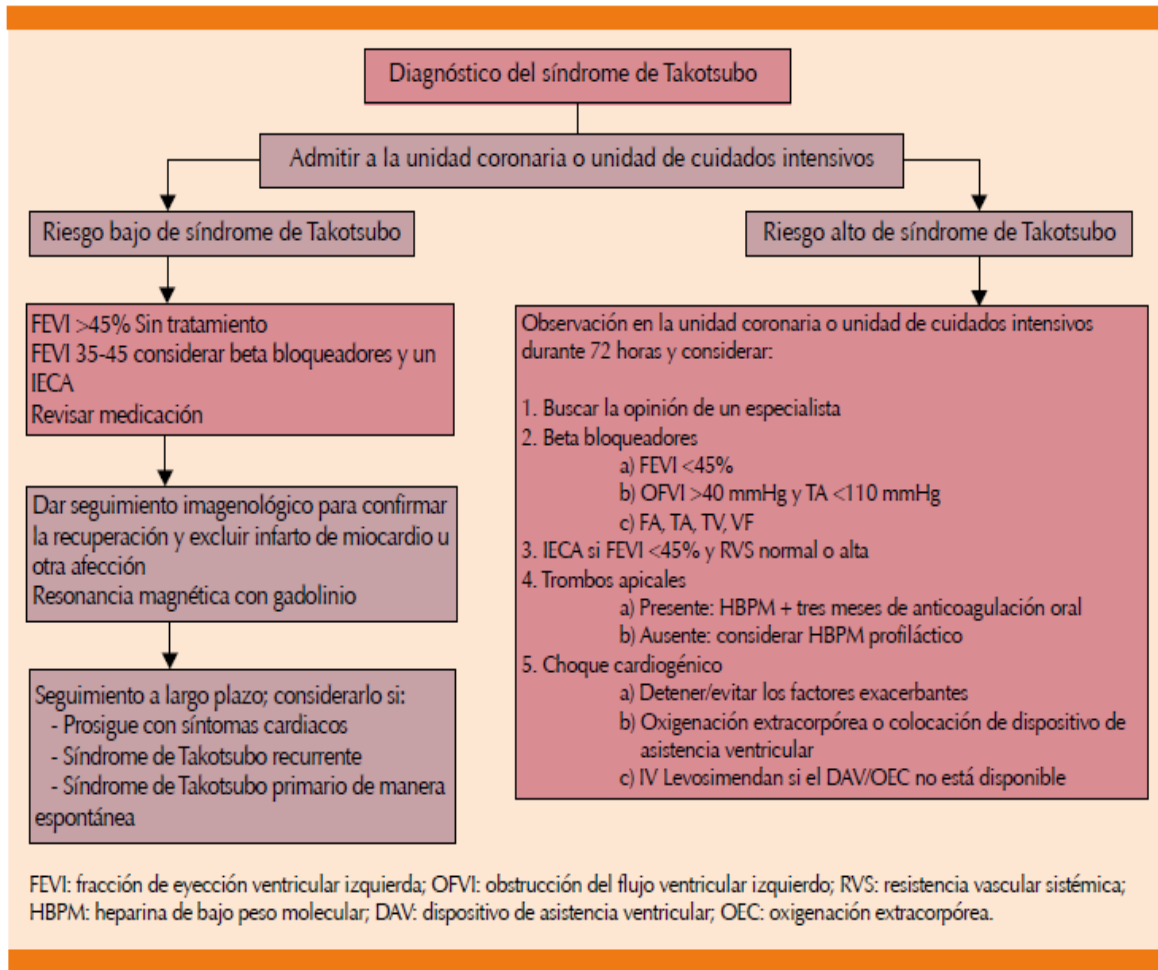 Diagnóstico del síndrome de Takotsubo
Admitir a la unidad coronaria o unidad de cuidados intensivos
Riesgo bajo de síndrome de Takotsubo
FEVI >45% Sin tratamiento
FEVI 35-45 considerar beta bloqueadores y un
IECA
Revisar medicación
Dar seguimiento imagenológico para confirmar
la recuperación y excluir infarto de miocardio u
otra afección
Resonancia magnética con gadolinio
Seguimiento a largo plazo; considerarlo si:
- Prosigue con síntomas cardiacos
- Síndrome de Takotsubo recurrente
- Síndrome de Takotsubo primario de manera
espontánea
Riesgo alto de síndrome de Takotsubo
Observación en la unidad coronaria o unidad de cuidados intensivos
durante 72 horas y considerar:
1. Buscar la opinión de un especialista
2. Beta bloqueadores
a) FEVI <45%
b) OFVI >40 mmHg y TA <110 mmHg
c) FA, TA, TV, VF
3. IECA si FEVI <45% y RVS normal o alta
4. Trombos apicales
a) Presente: HBPM + tres meses de anticoagulación oral
b) Ausente: considerar HBPM profiláctico
5. Choque cardiogénico
a) Detener/evitar los factores exacerbantes
b) Oxigenación extracorpórea o colocación de dispositivo de
asistencia ventricular
c) IV Levosimendan si el DAV/OEC no está disponible
FEVI: fracción de eyección ventricular izquierda; OFVI: obstrucción del flujo ventricular izquierdo; RVS: resistencia vascular sistémica;
HBPM: heparina de bajo peso molecular; DAV: dispositivo de asistencia ventricular; OEC: oxigenación extracorpórea.